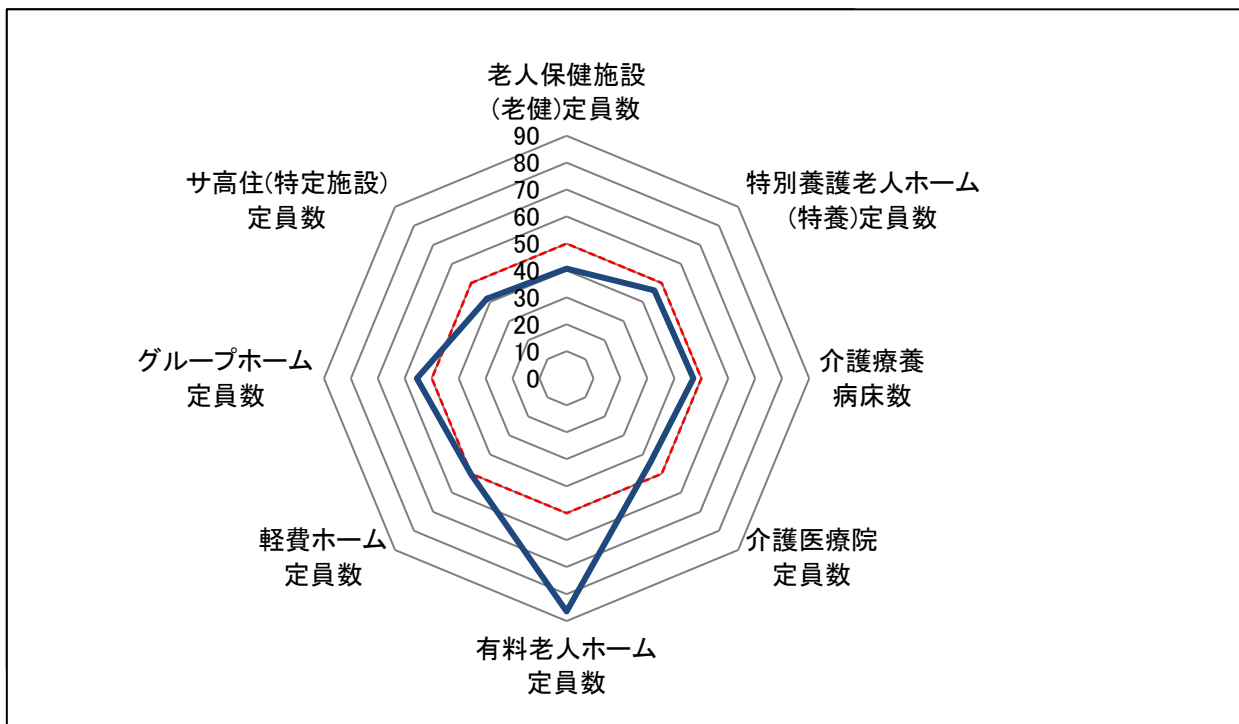 老人保健施設
(老健)定員数
90
80
70
60
50
40
30
20
10
0
特別養護老人ホーム
(特養)定員数
介護療養
病床数
介護医療院
定員数
有料老人ホーム
定員数
軽費ホーム
定員数
グループホーム
定員数
サ高住(特定施設)
定員数